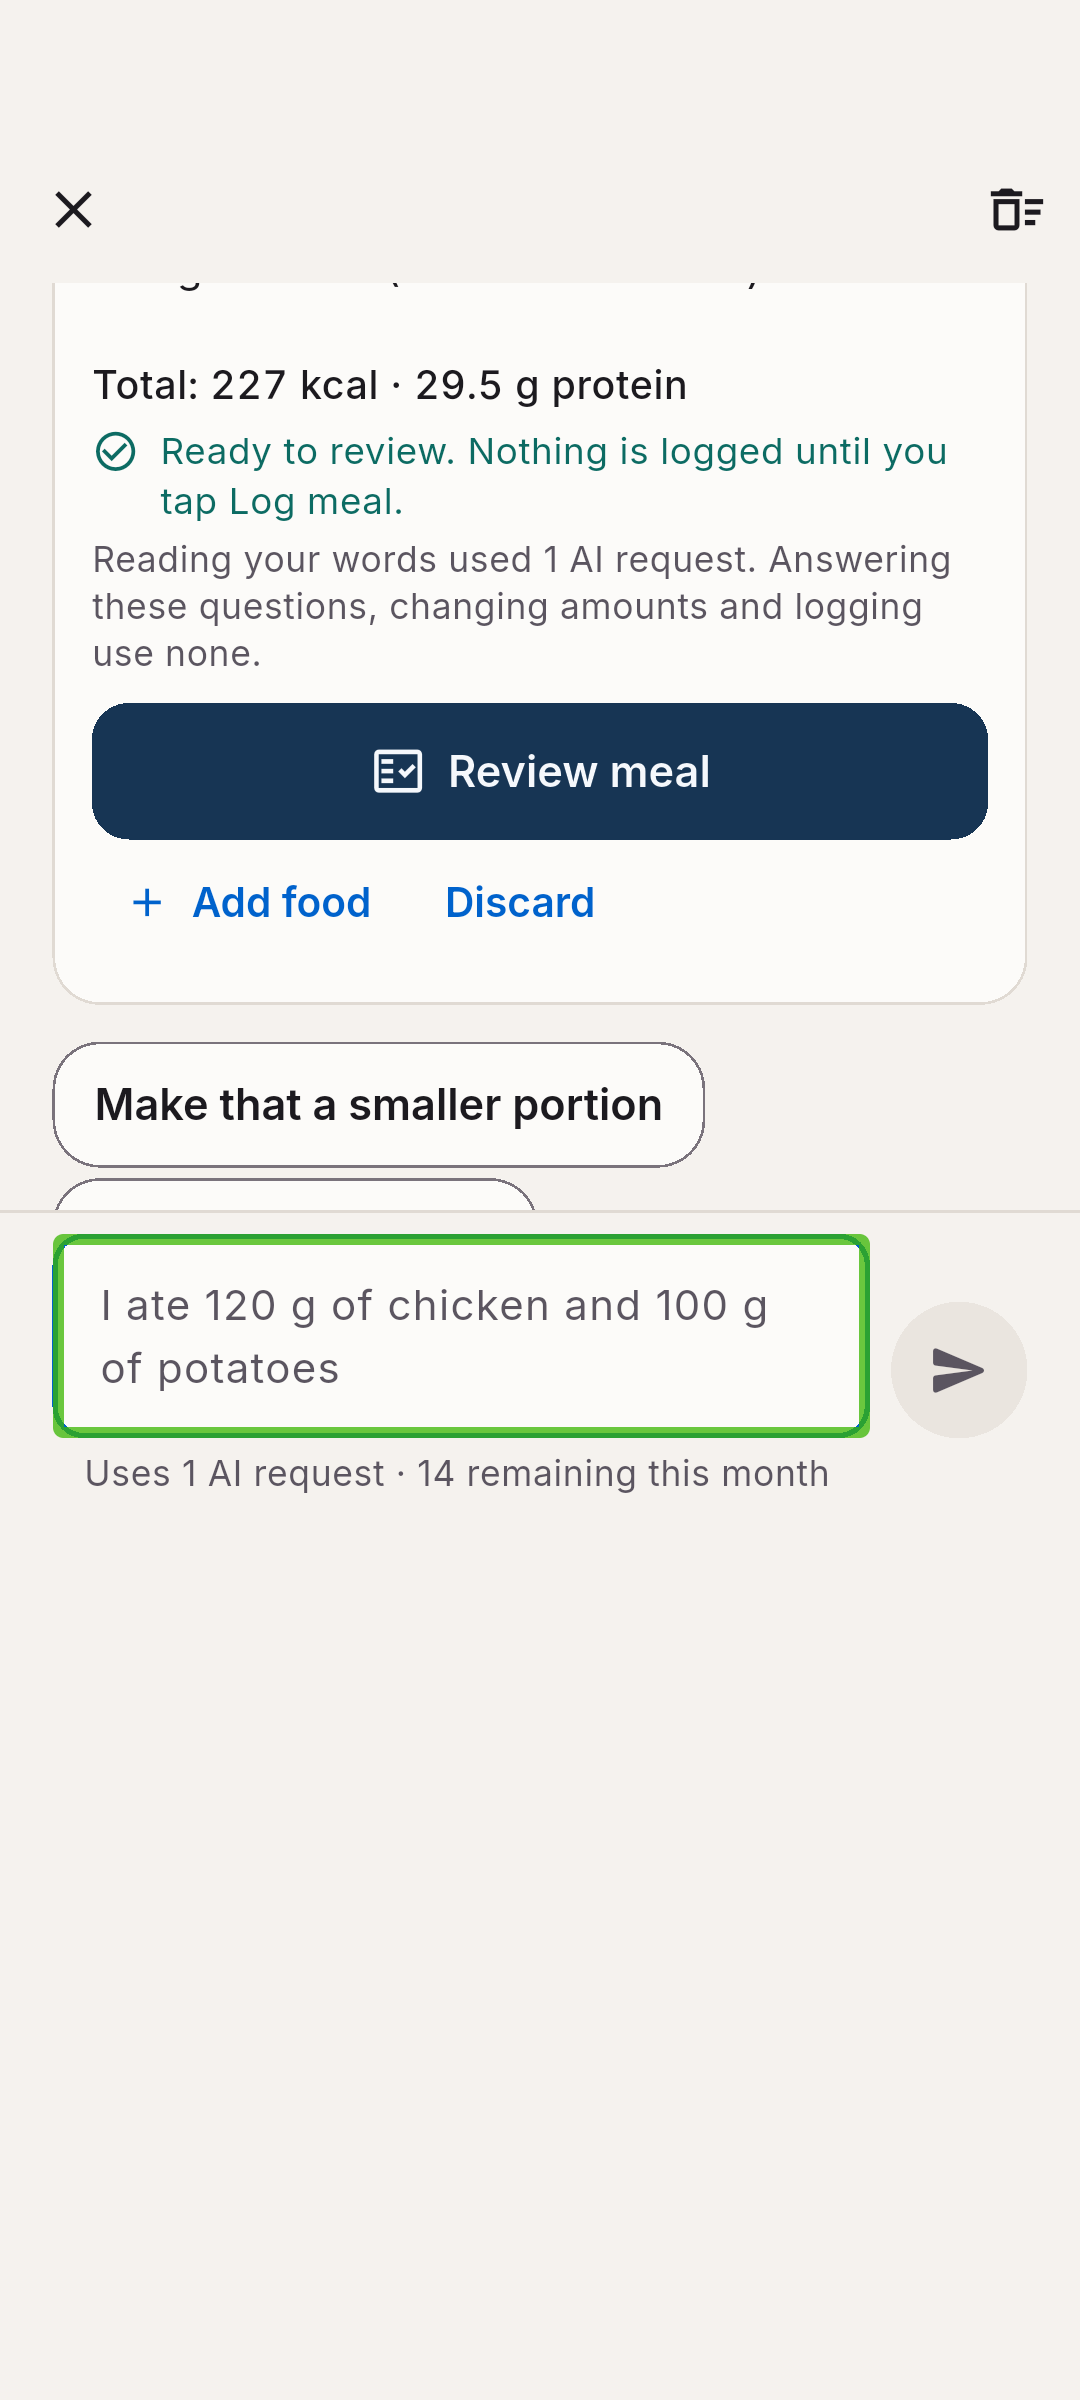 Total: 227 kcal · 29.5 g protein
Ready to review. Nothing is logged until you
tap Log meal.
Reading your words used 1 AI request. Answering
these questions, changing amounts and logging
use none.
Review meal
Add food
Discard
Make that a smaller portion
I ate 120 g of chicken and 100 g
of potatoes
Uses 1 AI request · 14 remaining this month